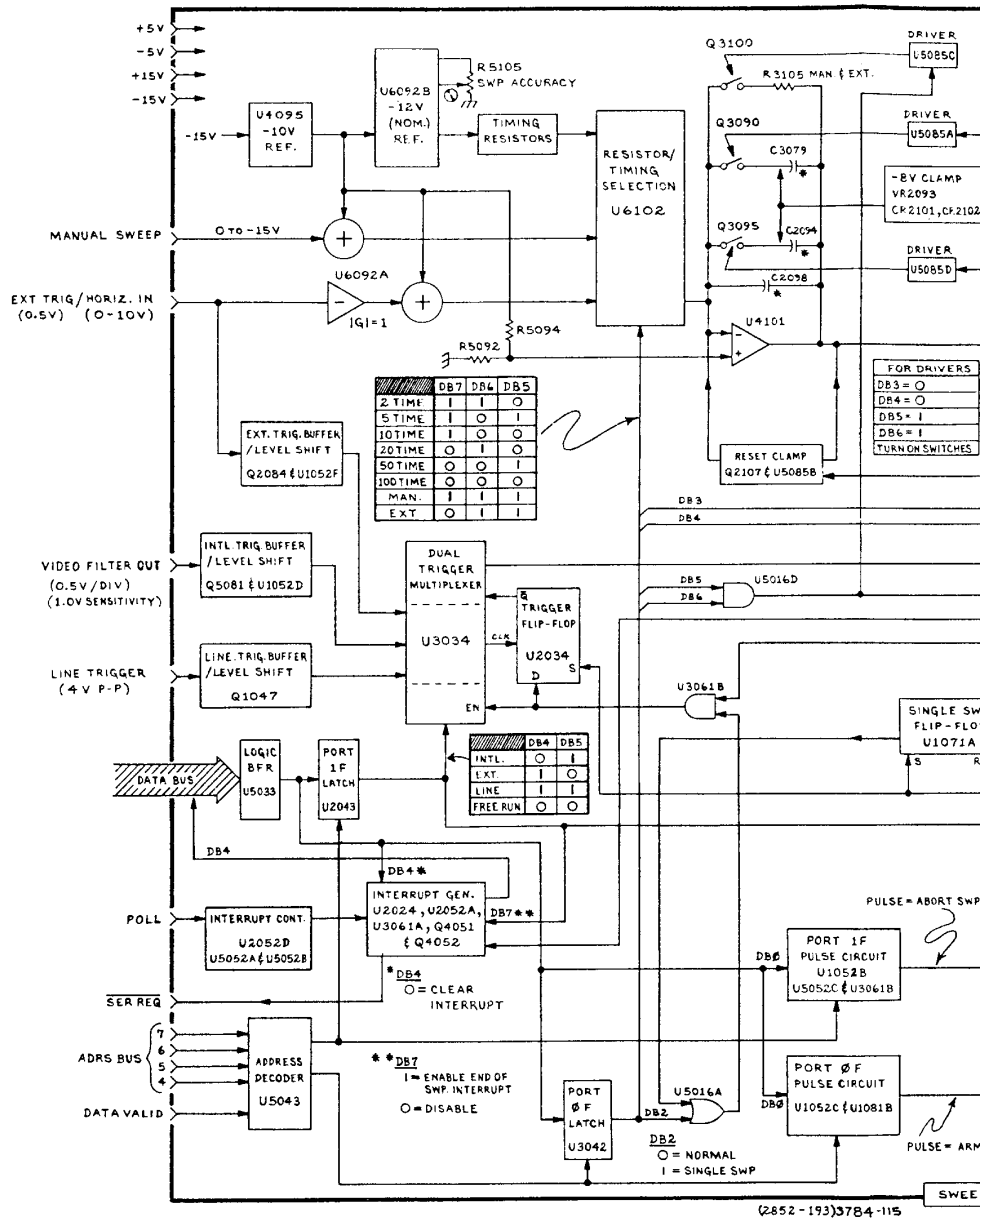 +5V
-5V
+15V
-15V
-15V
U4095
-10V
REF.
U6092B
-12V
(NOM.)
REF.
R5105
SWP ACCURACY
TIMING
RESISTORS
RESISTOR/
TIMING
SELECTION
U6102
Q3100
DRIVER
U5085C
R3105 MAN. & EXT.
Q3090
DRIVER
U5085A
C3079
*
-8V CLAMP
VR2093
CR2101, CR2102
Q3095
C2094
*
DRIVER
U5085D
C2098
*
MANUAL SWEEP
0 TO -15V
+
U6092A
EXT TRIG/HORIZ. IN
(0.5V) (0-10V)
-
|G|=1
+
R5094
R5092
U4101
-
+
FOR DRIVERS
DB3 = 0
DB4 = 0
DB5 = 1
DB6 = 1
TURN ON SWITCHES
DB7 DB6 DB5
2 TIME 1 1 0
5 TIME 1 0 1
10 TIME 1 0 0
20 TIME 0 1 0
50 TIME 0 0 1
100 TIME 0 0 0
MAN. 1 1 1
EXT 0 1 1
EXT. TRIG. BUFFER
/LEVEL SHIFT
Q2084 & U1052F
RESET CLAMP
Q2107 & U5085B
DB3
DB4
VIDEO FILTER OUT
(0.5V/DIV)
(1.0V SENSITIVITY)
INTL. TRIG. BUFFER
/LEVEL SHIFT
Q5081 & U1052D
DUAL
TRIGGER
MULTIPLEXER
U3034
EN
Q
TRIGGER
FLIP-FLOP
U2034
S
D
CLK
DB5
DB6
U5016D
LINE TRIGGER
(4V P-P)
LINE. TRIG. BUFFER
/LEVEL SHIFT
Q1047
U3061B
SINGLE SW
FLIP-FLO
U1071A
S R
DATA BUS
LOGIC
BFR
U5033
PORT
1F
LATCH
U2043
DB4 DB5
INTL. 0 1
EXT. 1 0
LINE 1 1
FREE RUN 0 0
DB4
DB4*
POLL
INTERRUPT CONT.
U2052D
U5052A & U5052B
INTERRUPT GEN.
U2024, U2052A,
U3061A, Q4051
& Q4052
DB7**
PULSE = ABORT SWP
SER REQ
*
DB4
0 = CLEAR
INTERRUPT
DBØ
PORT 1F
PULSE CIRCUIT
U1052B
U5052C & U3061B
ADRS BUS
7
6
5
4
ADDRESS
DECODER
U5043
DATA VALID
**
DB7
1 = ENABLE END OF
SWP. INTERRUPT
0 = DISABLE
PORT
ØF
LATCH
U3042
DB2
U5016A
DB2
0 = NORMAL
1 = SINGLE SWP
DBØ
PORT ØF
PULSE CIRCUIT
U1052C & U1081B
PULSE = ARM
SWEE
(2852-193)3784-115